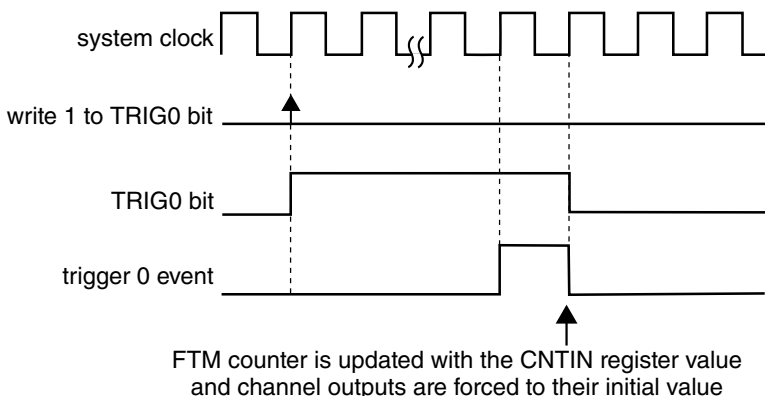 system clock
write 1 to TRIG0 bit
TRIG0 bit
trigger 0 event
FTM counter is updated with the CNTIN register value
and channel outputs are forced to their initial value